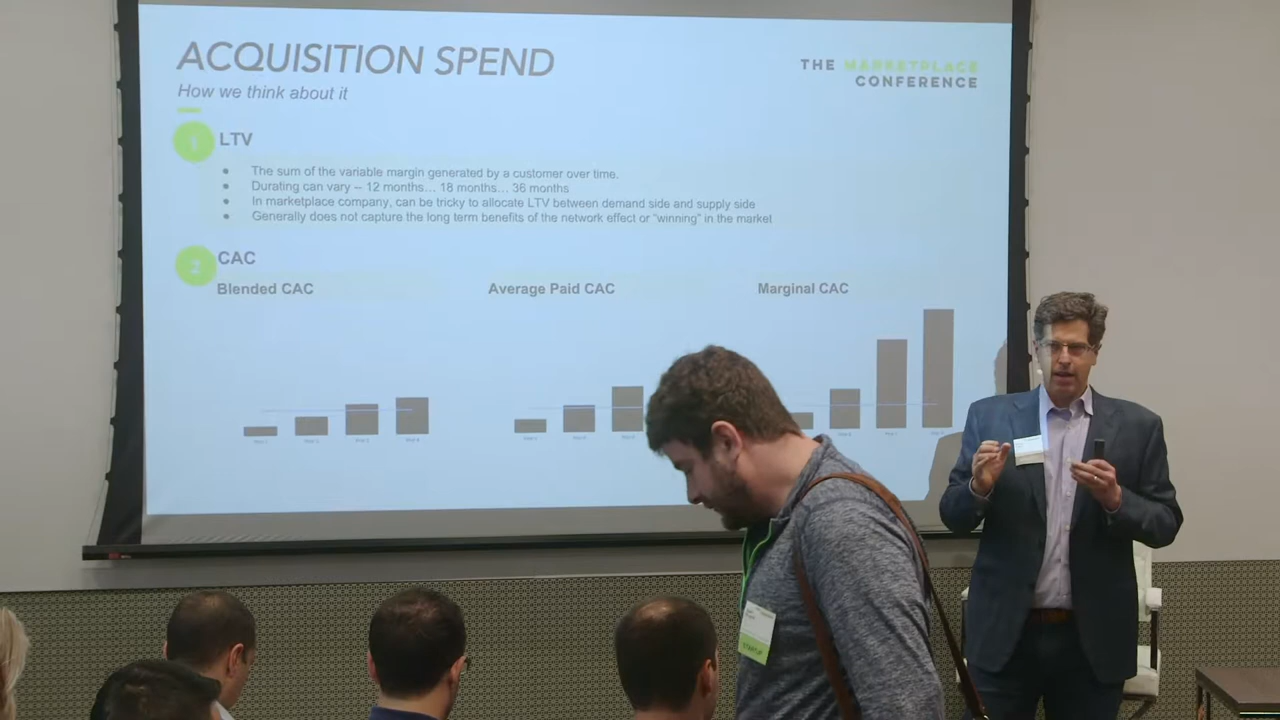 ACQUISITION SPEND
How we think about it
THE MARKETPLACE
CONFERENCE
1 LTV
The sum of the variable margin generated by a customer over time.
Durating can vary -- 12 months... 18 months... 36 months
In marketplace company, can be tricky to allocate LTV between demand side and supply side
Generally does not capture the long term benefits of the network effect or "winning" in the market
2 CAC
Blended CAC
Average Paid CAC
Marginal CAC
STARTUP